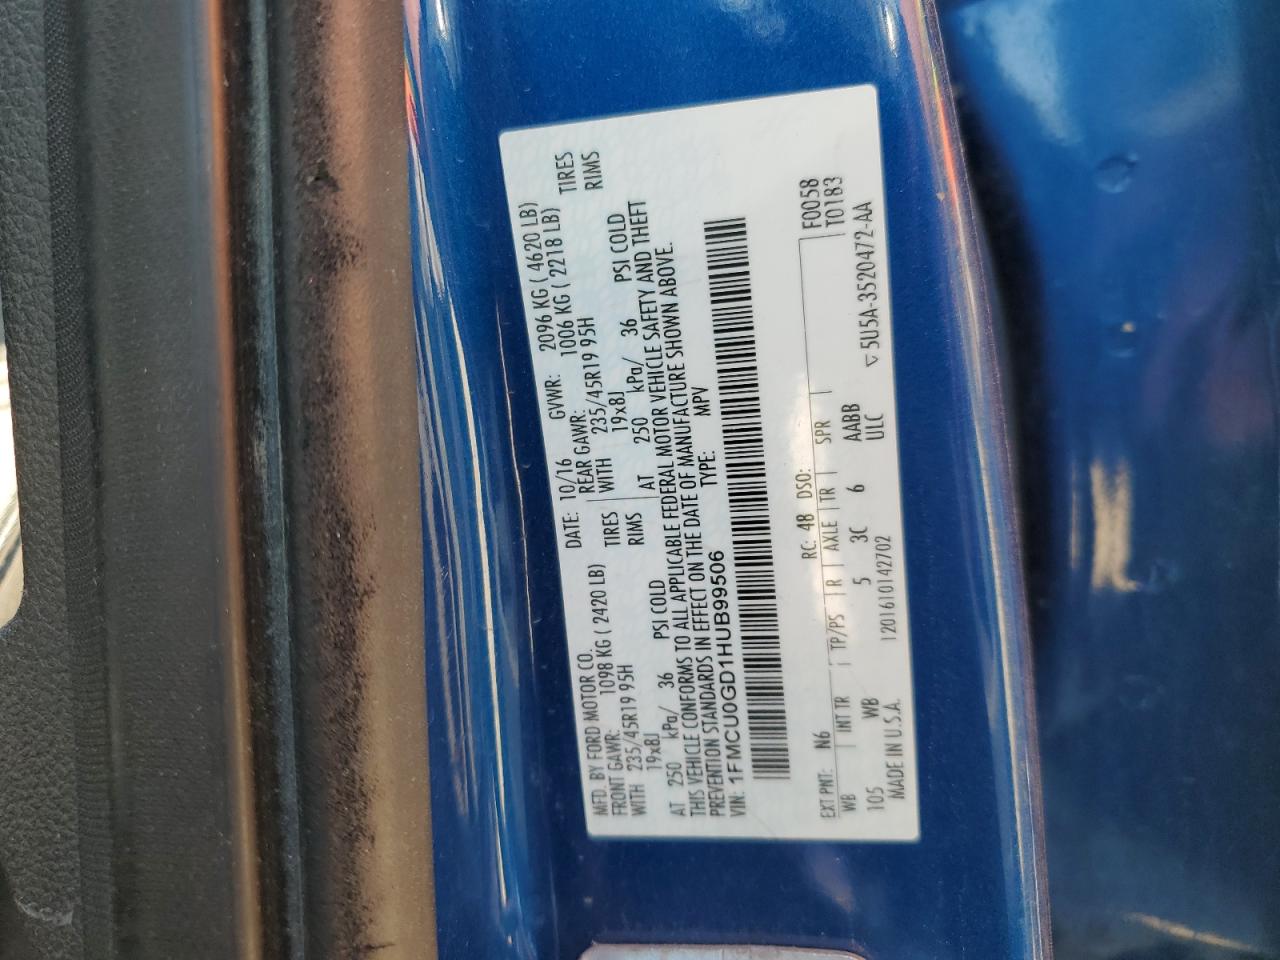 MFD. BY FORD MOTOR CO.
DATE: 10/16 GVWR: 2096 KG ( 4620 LB)
FRONT GAWR: 1098 KG ( 2420 LB) REAR GAWR: 1006 KG ( 2218 LB)
WITH 235/45R19 95H TIRES WITH 235/45R19 95H TIRES
19x8J RIMS 19x8J RIMS
AT 250 kPa/ 36 PSI COLD AT 250 kPa/ 36 PSI COLD
THIS VEHICLE CONFORMS TO ALL APPLICABLE FEDERAL MOTOR VEHICLE SAFETY AND THEFT
PREVENTION STANDARDS IN EFFECT ON THE DATE OF MANUFACTURE SHOWN ABOVE.
VIN: 1FMCU0GD1HUB99506 TYPE: MPV
EXT PNT: N6 RC: 48 DSO: F0058
WB INT TR TP/PS R AXLE TR SPR T0183
105 WB 5 3C 6 AABB
MADE IN U.S.A. 1201610142702 ULC
▽5U5A-3520472-AA